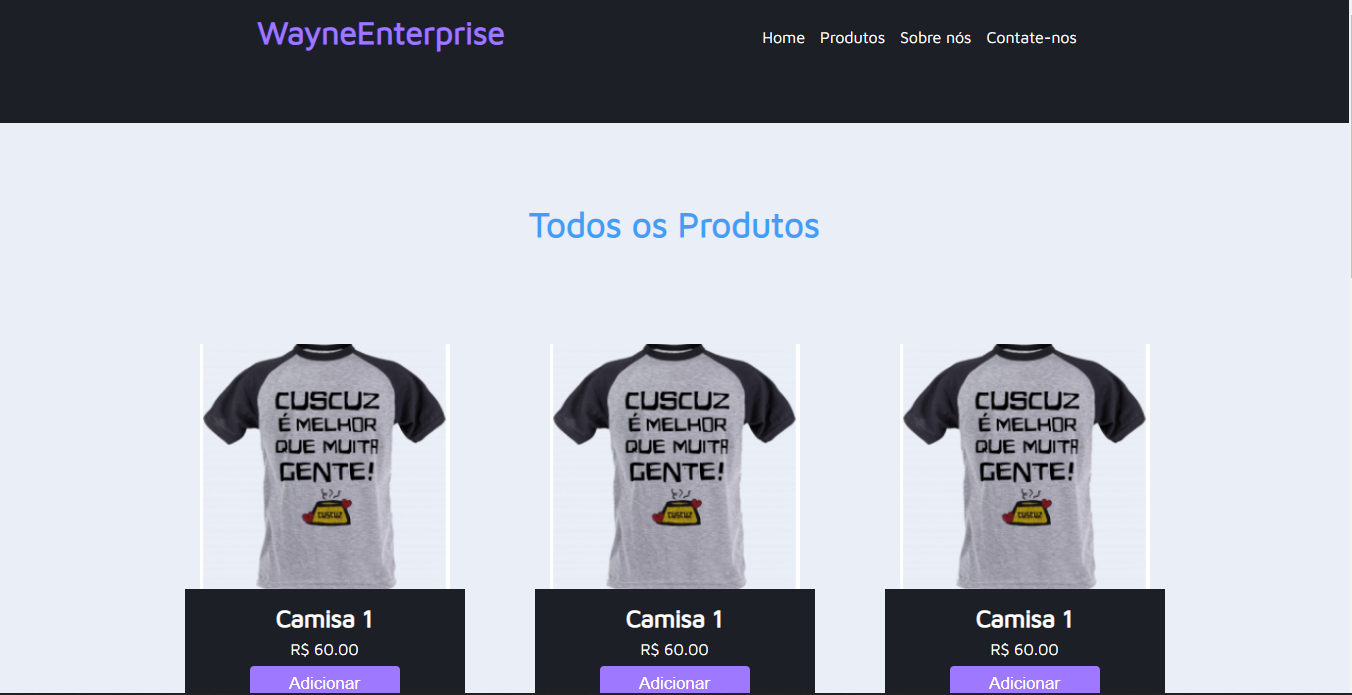 WayneEnterprise
Home Produtos Sobre nós Contate-nos
Todos os Produtos
CUSCUZ
É MELHOR
QUE MUITA
GENTE!
CUSCUZ
CUSCUZ
É MELHOR
QUE MUITA
GENTE!
CUSCUZ
CUSCUZ
É MELHOR
QUE MUITA
GENTE!
CUSCUZ
Camisa 1
R$ 60.00
Adicionar
Camisa 1
R$ 60.00
Adicionar
Camisa 1
R$ 60.00
Adicionar